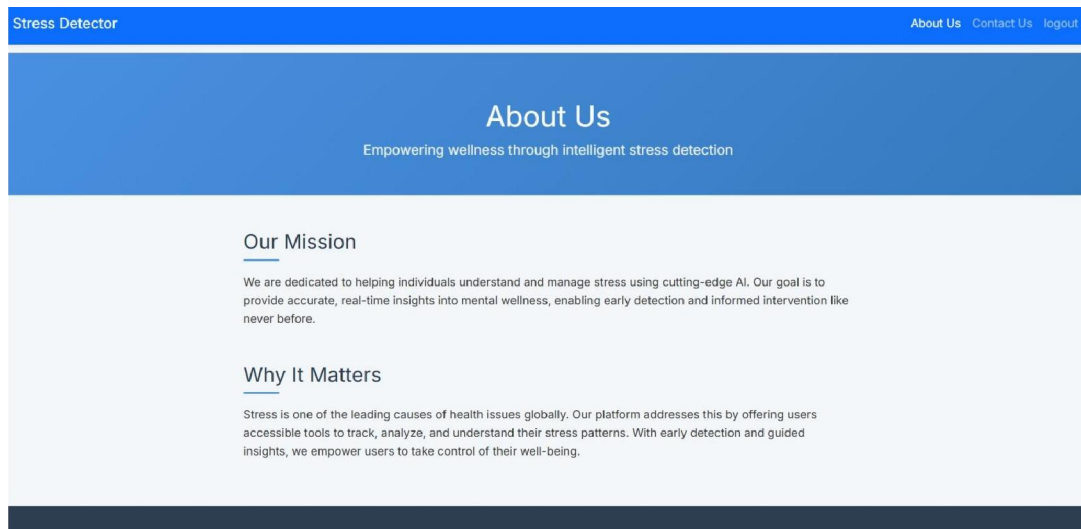 Stress Detector
About Us Contact Us logout
About Us
Empowering wellness through intelligent stress detection
Our Mission
We are dedicated to helping individuals understand and manage stress using cutting-edge AI. Our goal is to
provide accurate, real-time insights into mental wellness, enabling early detection and informed intervention like
never before.
Why It Matters
Stress is one of the leading causes of health issues globally. Our platform addresses this by offering users
accessible tools to track, analyze, and understand their stress patterns. With early detection and guided
insights, we empower users to take control of their well-being.